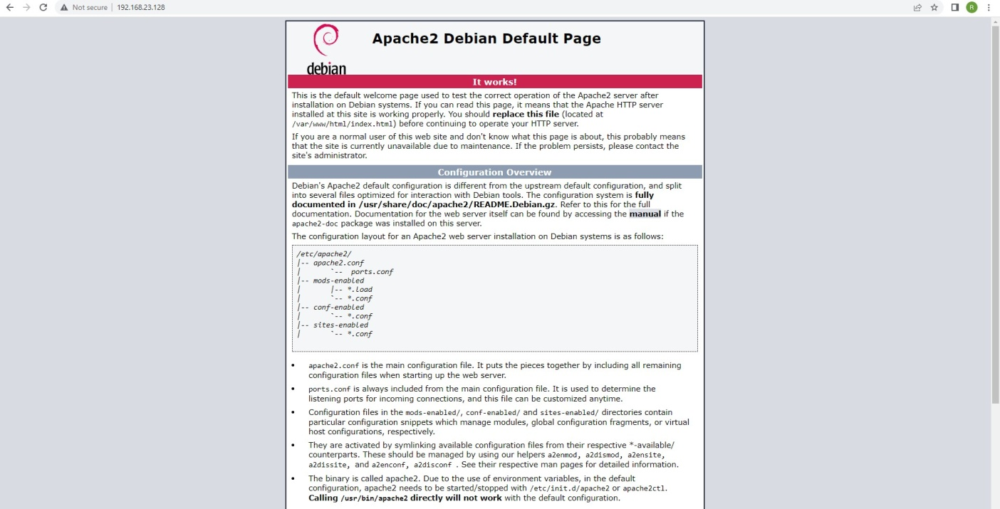 Not secure | 192.168.23.128
R
debian
Apache2 Debian Default Page
It works!
This is the default welcome page used to test the correct operation of the Apache2 server after
installation on Debian systems. If you can read this page, it means that the Apache HTTP server
installed at this site is working properly. You should replace this file (located at
/var/www/html/index.html) before continuing to operate your HTTP server.
If you are a normal user of this web site and don't know what this page is about, this probably means
that the site is currently unavailable due to maintenance. If the problem persists, please contact the
site's administrator.
Configuration Overview
Debian's Apache2 default configuration is different from the upstream default configuration, and split
into several files optimized for interaction with Debian tools. The configuration system is fully
documented in /usr/share/doc/apache2/README.Debian.gz. Refer to this for the full
documentation. Documentation for the web server itself can be found by accessing the manual if the
apache2-doc package was installed on this server.
The configuration layout for an Apache2 web server installation on Debian systems is as follows:
/etc/apache2/
|-- apache2.conf
|       `--  ports.conf
|-- mods-enabled
|       |-- *.load
|       `-- *.conf
|-- conf-enabled
|       `-- *.conf
|-- sites-enabled
|       `-- *.conf
• apache2.conf is the main configuration file. It puts the pieces together by including all remaining
configuration files when starting up the web server.
• ports.conf is always included from the main configuration file. It is used to determine the
listening ports for incoming connections, and this file can be customized anytime.
• Configuration files in the mods-enabled/, conf-enabled/ and sites-enabled/ directories contain
particular configuration snippets which manage modules, global configuration fragments, or virtual
host configurations, respectively.
• They are activated by symlinking available configuration files from their respective *-available/
counterparts. These should be managed by using our helpers a2enmod, a2dismod, a2ensite,
a2dissite, and a2enconf, a2disconf . See their respective man pages for detailed information.
• The binary is called apache2. Due to the use of environment variables, in the default
configuration, apache2 needs to be started/stopped with /etc/init.d/apache2 or apache2ctl.
Calling /usr/bin/apache2 directly will not work with the default configuration.